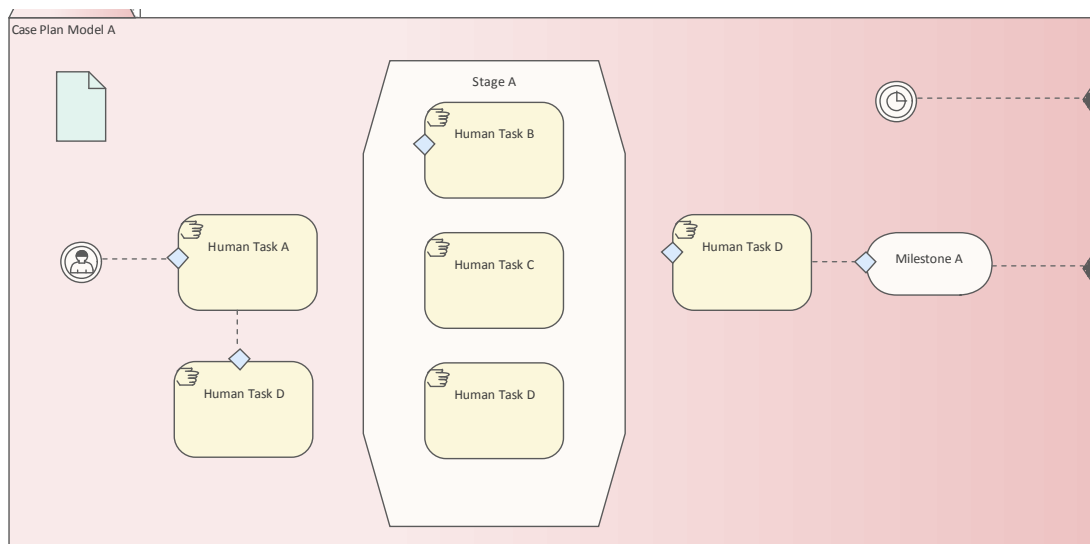 Case Plan Model A
Stage A
Human Task B
Human Task A
Human Task C
Human Task D
Milestone A
Human Task D
Human Task D